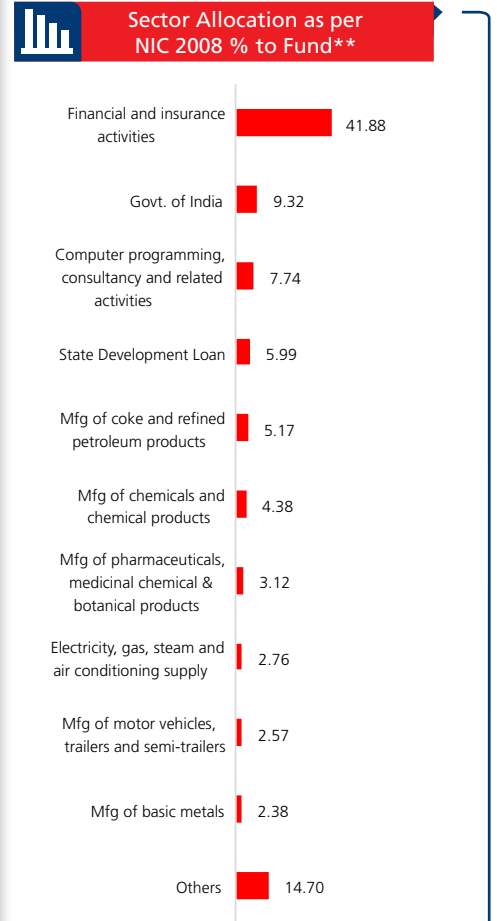 Sector Allocation as per
NIC 2008 % to Fund**
Financial and insurance
activities
41.88
Govt. of India
9.32
Computer programming,
consultancy and related
activities
7.74
State Development Loan
5.99
Mfg of coke and refined
petroleum products
5.17
Mfg of chemicals and
chemical products
4.38
Mfg of pharmaceuticals,
medicinal chemical &
botanical products
3.12
Electricity, gas, steam and
air conditioning supply
2.76
Mfg of motor vehicles,
trailers and semi-trailers
2.57
Mfg of basic metals
2.38
Others
14.70